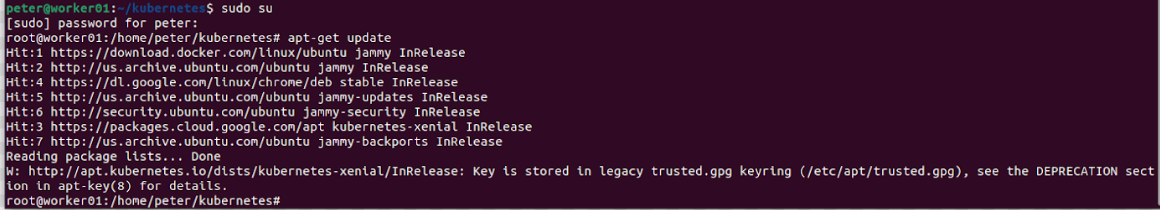 peter@worker01:~/kubernetes$ sudo su
[sudo] password for peter:
root@worker01:/home/peter/kubernetes# apt-get update
Hit:1 https://download.docker.com/linux/ubuntu jammy InRelease
Hit:2 http://us.archive.ubuntu.com/ubuntu jammy InRelease
Hit:4 https://dl.google.com/linux/chrome/deb stable InRelease
Hit:5 http://us.archive.ubuntu.com/ubuntu jammy-updates InRelease
Hit:6 http://security.ubuntu.com/ubuntu jammy-security InRelease
Hit:3 https://packages.cloud.google.com/apt kubernetes-xenial InRelease
Hit:7 http://us.archive.ubuntu.com/ubuntu jammy-backports InRelease
Reading package lists... Done
W: http://apt.kubernetes.io/dists/kubernetes-xenial/InRelease: Key is stored in legacy trusted.gpg keyring (/etc/apt/trusted.gpg), see the DEPRECATION sect
ion in apt-key(8) for details.
root@worker01:/home/peter/kubernetes#